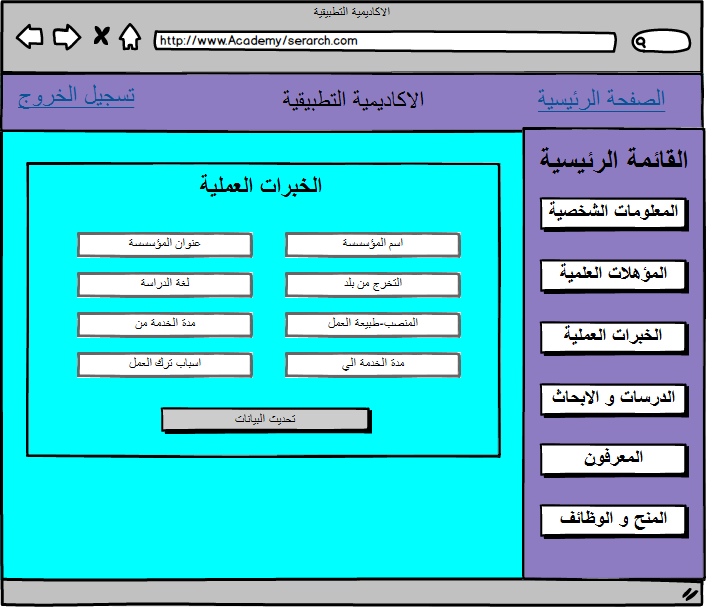 الاكاديمية التطبيقية
http://www.Academy/serarch.com
الصفحة الرئيسية
الاكاديمية التطبيقية
تسجيل الخروج
القائمة الرئيسية
المعلومات الشخصية
المؤهلات العلمية
الخبرات العملية
الدرسات و الابحاث
المعرفون
المنح و الوظائف
الخبرات العملية
اسم المؤسسة
عنوان المؤسسسة
التخرج من بلد
لغة الدراسة
المنصب-طبيعة العمل
مدة الخدمة من
مدة الخدمة الي
اسباب ترك العمل
تحديث البيانات